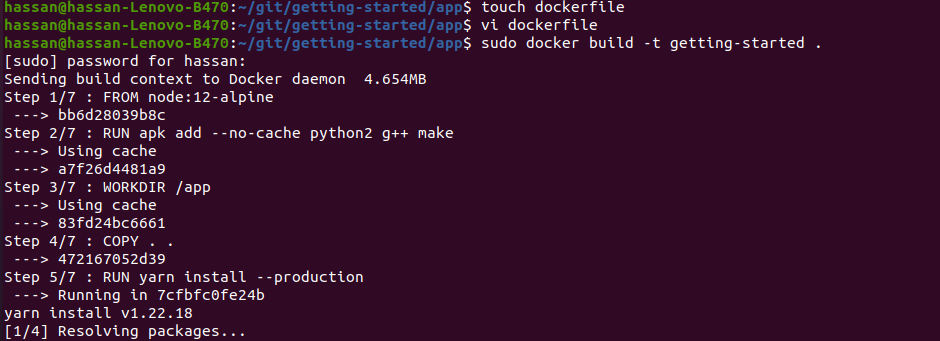 hassan@hassan-Lenovo-B470:~/git/getting-started/app$ touch dockerfile
hassan@hassan-Lenovo-B470:~/git/getting-started/app$ vi dockerfile
hassan@hassan-Lenovo-B470:~/git/getting-started/app$ sudo docker build -t getting-started .
[sudo] password for hassan:
Sending build context to Docker daemon  4.654MB
Step 1/7 : FROM node:12-alpine
 ---> bb6d28039b8c
Step 2/7 : RUN apk add --no-cache python2 g++ make
 ---> Using cache
 ---> a7f26d4481a9
Step 3/7 : WORKDIR /app
 ---> Using cache
 ---> 83fd24bc6661
Step 4/7 : COPY . .
 ---> 472167052d39
Step 5/7 : RUN yarn install --production
 ---> Running in 7cfbfc0fe24b
yarn install v1.22.18
[1/4] Resolving packages...